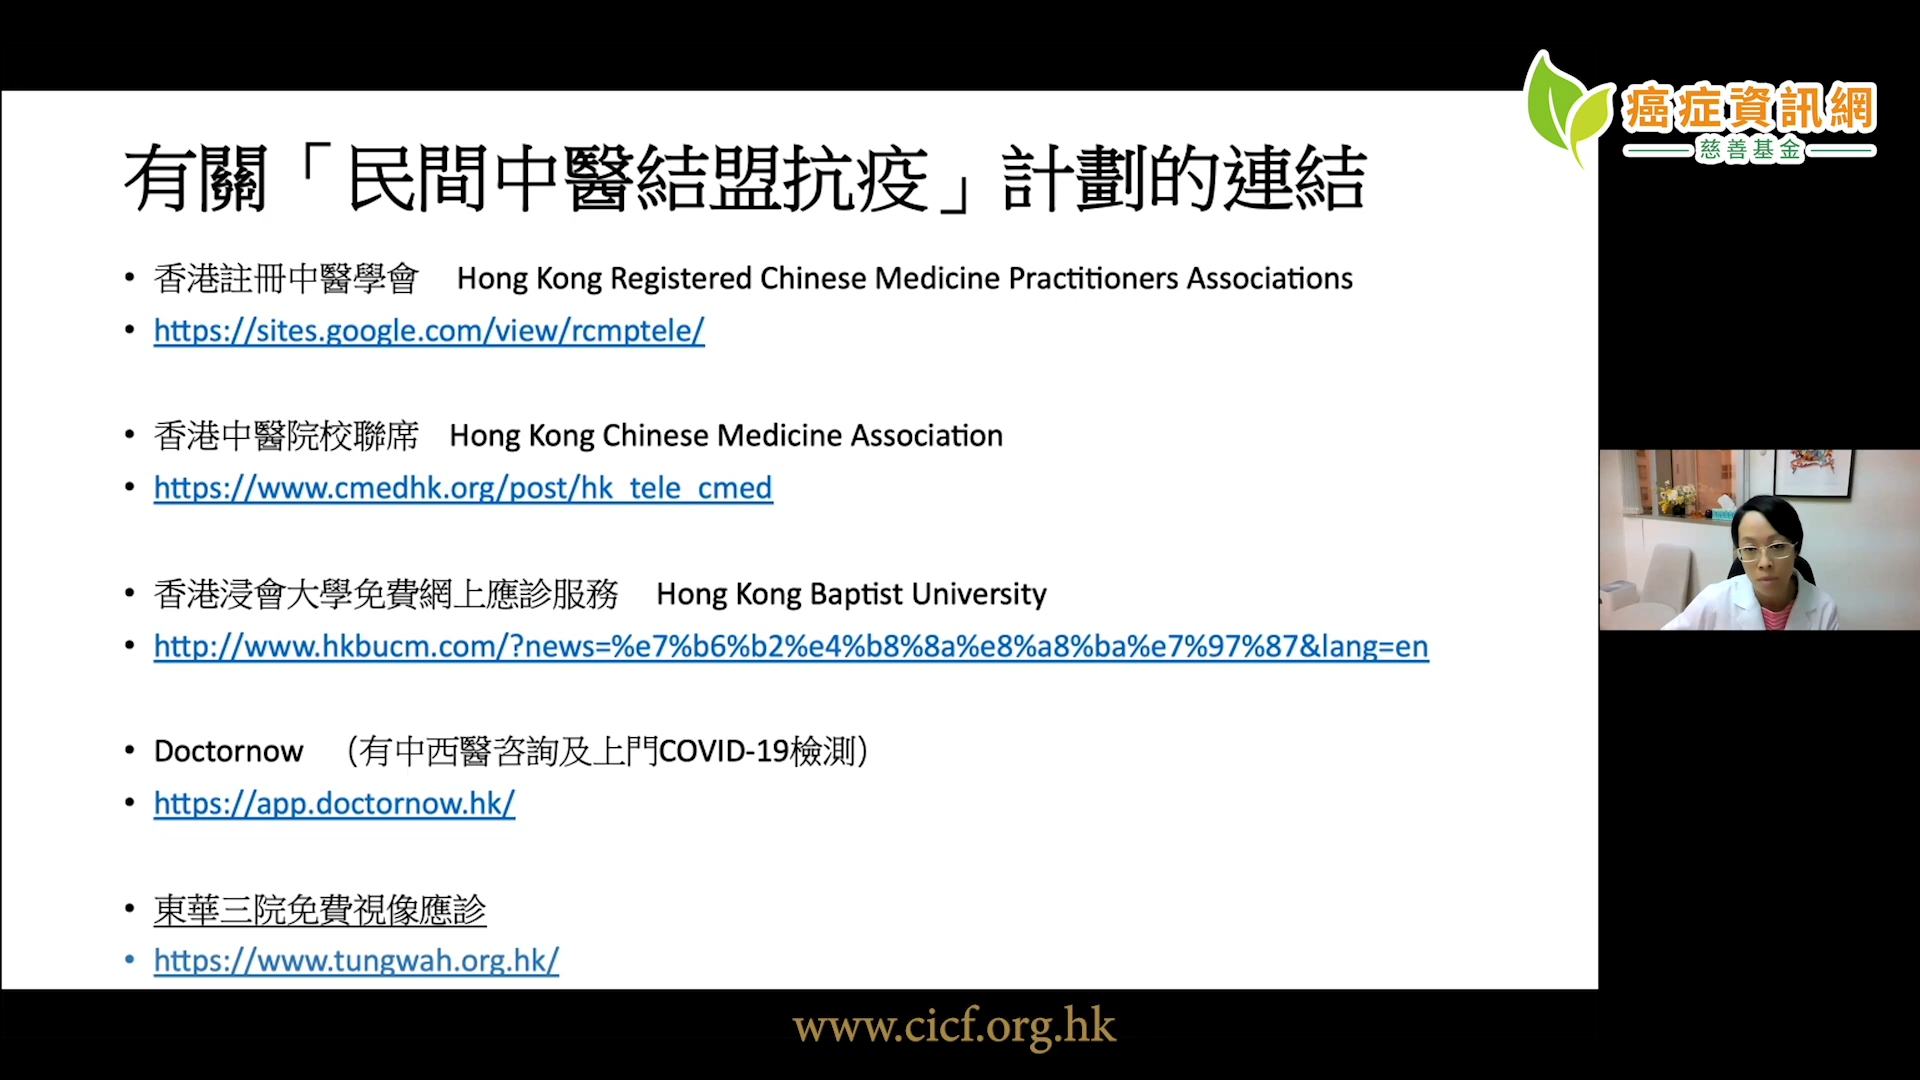 癌症資訊網
慈善基金
有關「民間中醫結盟抗疫」計劃的連結
• 香港註冊中醫學會 Hong Kong Registered Chinese Medicine Practitioners Associations
• https://sites.google.com/view/rcmptele/
• 香港中醫院校聯席 Hong Kong Chinese Medicine Association
• https://www.cmedhk.org/post/hk_tele_cmed
• 香港浸會大學免費網上應診服務 Hong Kong Baptist University
• http://www.hkbucm.com/?news=%e7%b6%b2%e4%b8%8a%e8%a8%ba%e7%97%87&lang=en
• Doctornow （有中西醫咨詢及上門COVID-19檢測）
• https://app.doctornow.hk/
• 東華三院免費視像應診
• https://www.tungwah.org.hk/
www.cicf.org.hk